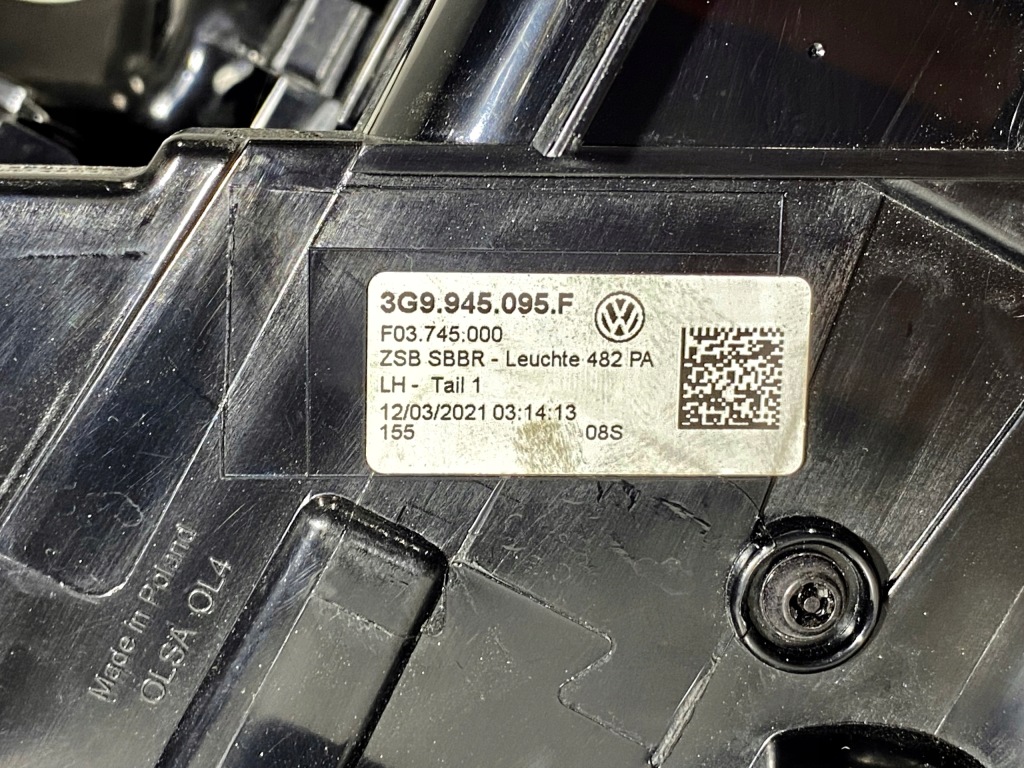 3G9.945.095.F
F03.745.000
ZSB SBBR - Leuchte 482 PA
LH - Tail 1
12/03/2021 03:14:13
155 08S
Made in Poland
OLSA OL4